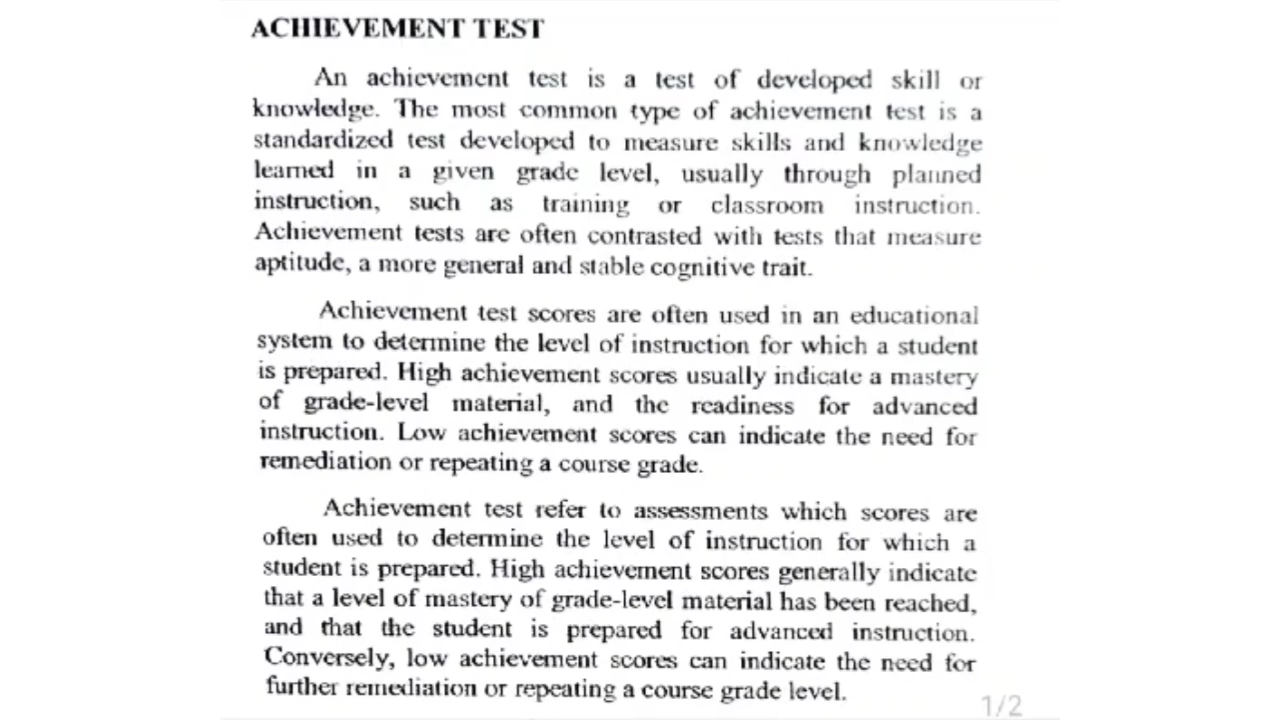 ACHIEVEMENT TEST
An achievement test is a test of developed skill or
knowledge. The most common type of achievement test is a
standardized test developed to measure skills and knowledge
learned in a given grade level, usually through planned
instruction, such as training or classroom instruction.
Achievement tests are often contrasted with tests that measure
aptitude, a more general and stable cognitive trait.
Achievement test scores are often used in an educational
system to determine the level of instruction for which a student
is prepared. High achievement scores usually indicate a mastery
of grade-level material, and the readiness for advanced
instruction. Low achievement scores can indicate the need for
remediation or repeating a course grade.
Achievement test refer to assessments which scores are
often used to determine the level of instruction for which a
student is prepared. High achievement scores generally indicate
that a level of mastery of grade-level material has been reached,
and that the student is prepared for advanced instruction.
Conversely, low achievement scores can indicate the need for
further remediation or repeating a course grade level.
1/2